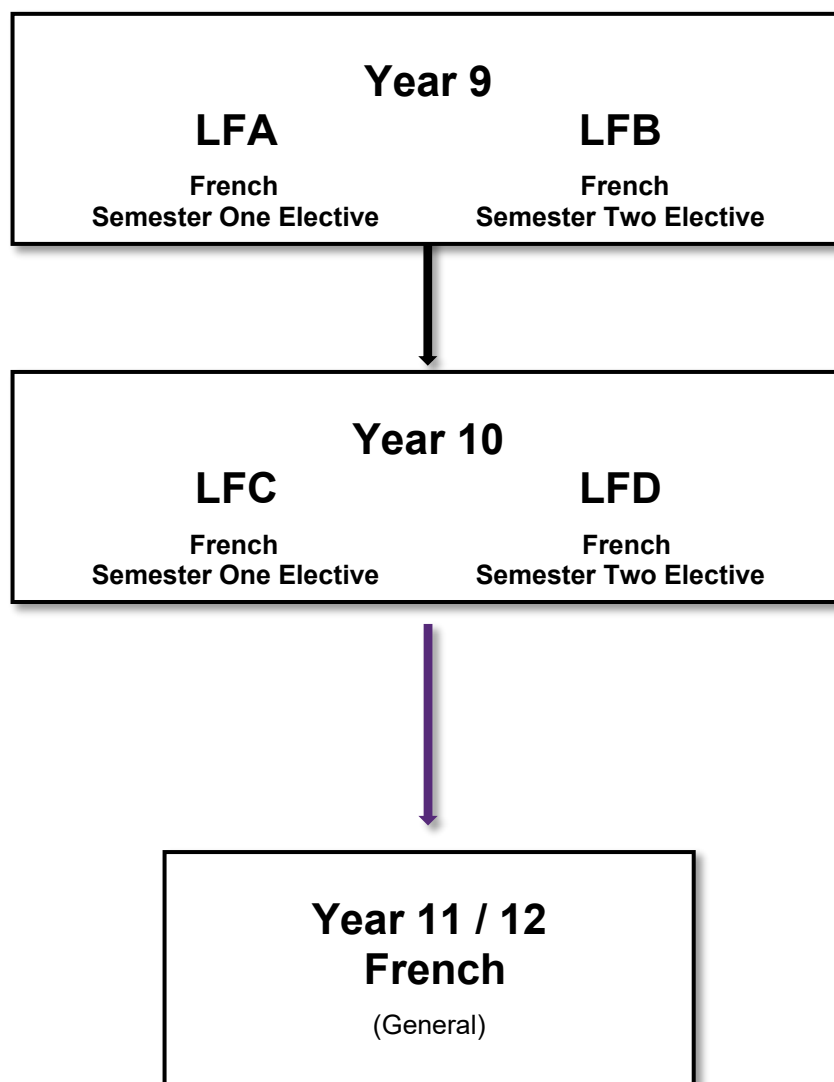 Year 9
LFA LFB
French French
Semester One Elective Semester Two Elective
Year 10
LFC LFD
French French
Semester One Elective Semester Two Elective
Year 11 / 12
French
(General)